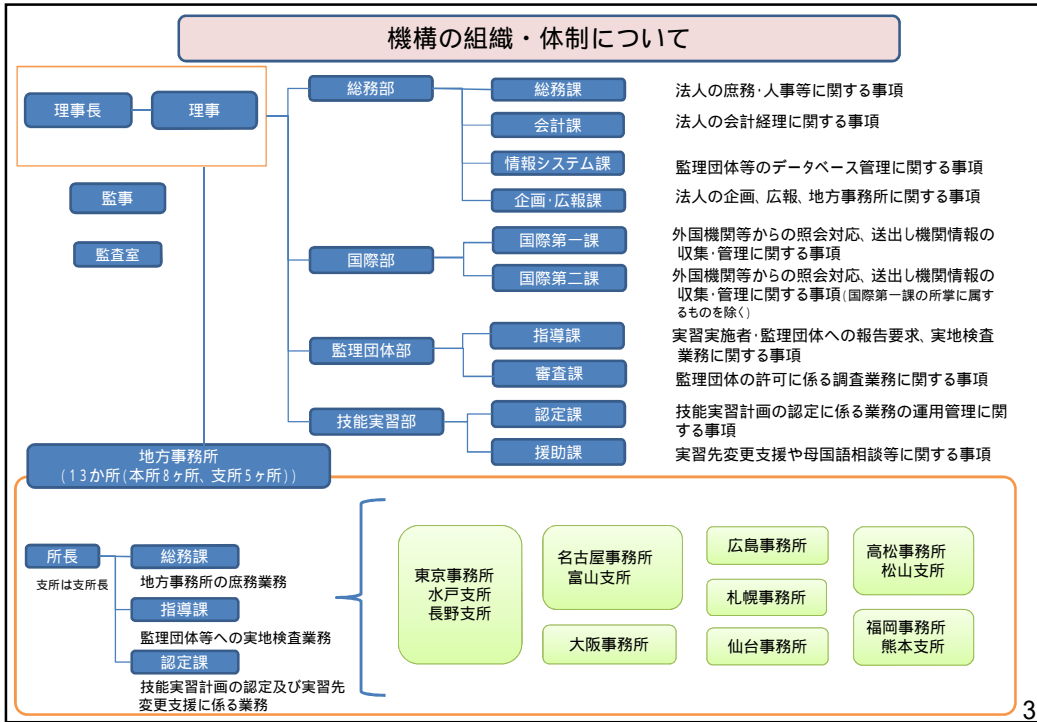 機構の組織・体制について
理事長
理事
監事
監査室
総務部
総務課
法人の庶務・人事等に関する事項
会計課
法人の会計経理に関する事項
情報システム課
監理団体等のデータベース管理に関する事項
企画・広報課
法人の企画、広報、地方事務所に関する事項
国際部
国際第一課
外国機関等からの照会対応、送出し機関情報の
収集・管理に関する事項
国際第二課
外国機関等からの照会対応、送出し機関情報の
収集・管理に関する事項(国際第一課の所掌に属す
るものを除く)
監理団体部
指導課
実習実施者・監理団体への報告要求、実地検査
業務に関する事項
審査課
監理団体の許可に係る調査業務に関する事項
技能実習部
認定課
技能実習計画の認定に係る業務の運用管理に関
する事項
援助課
実習先変更支援や母国語相談等に関する事項
地方事務所
(13か所(本所8ヶ所、支所5ヶ所))
所長
支所は支所長
総務課
地方事務所の庶務業務
指導課
監理団体等への実地検査業務
認定課
技能実習計画の認定及び実習先
変更支援に係る業務
東京事務所
水戸支所
長野支所
名古屋事務所
富山支所
大阪事務所
広島事務所
札幌事務所
仙台事務所
高松事務所
松山支所
福岡事務所
熊本支所
3